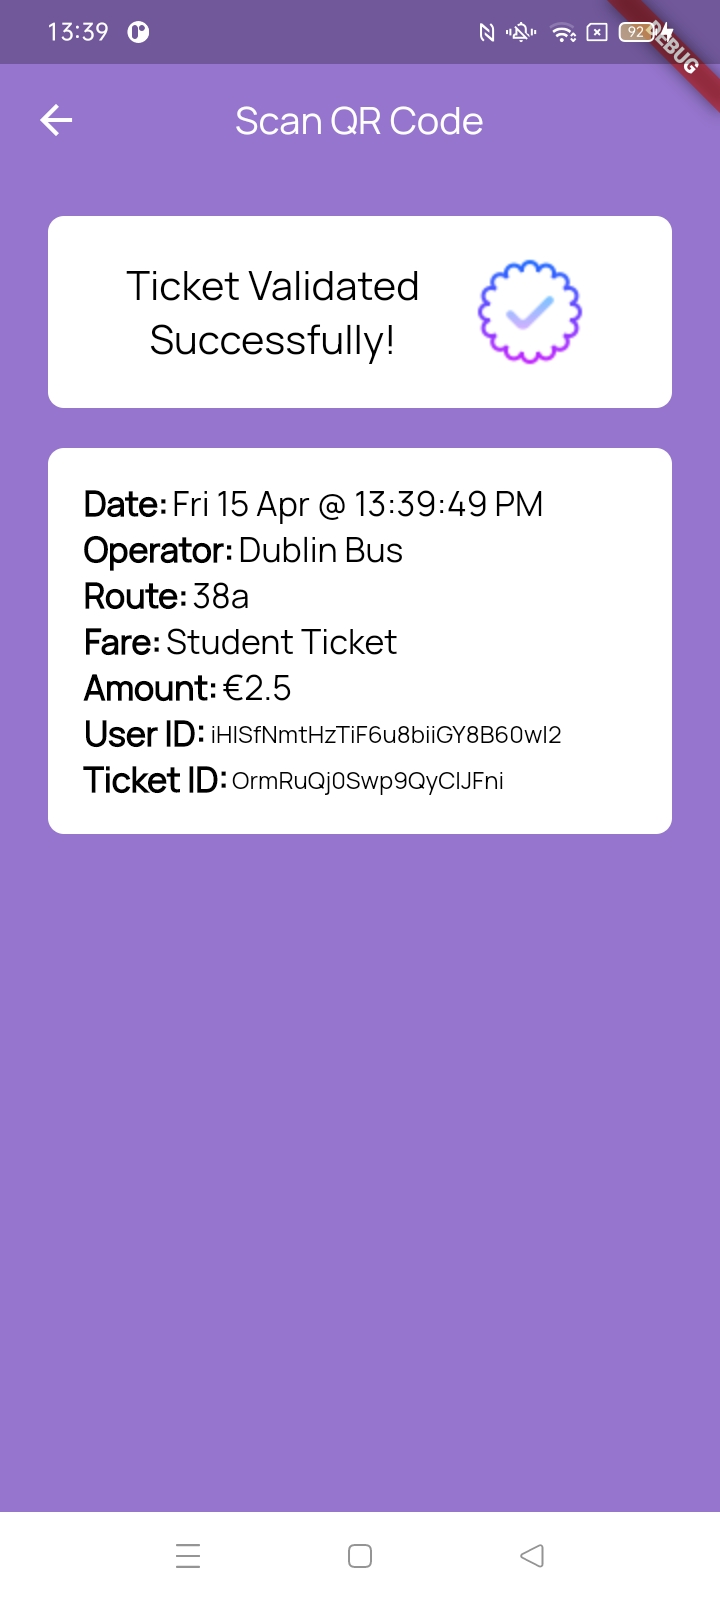 13:39
92
DEBUG
Scan QR Code
Ticket Validated
Successfully!
Date: Fri 15 Apr @ 13:39:49 PM
Operator: Dublin Bus
Route: 38a
Fare: Student Ticket
Amount: €2.5
User ID: iHlSfNmtHzTiF6u8biiGY8B60wl2
Ticket ID: OrmRuQj0Swp9QyClJFni